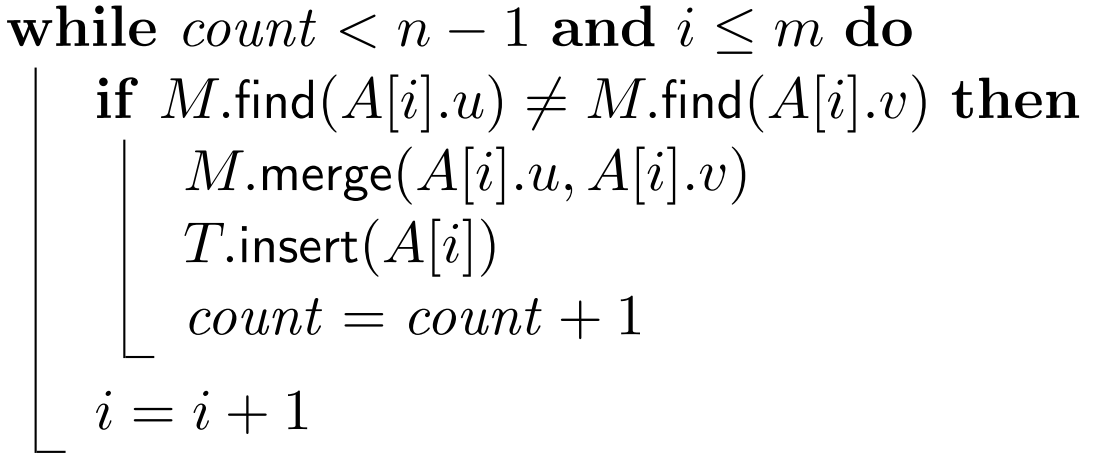 while count < n − 1 and i ≤ m do
if M.find(A[i].u) ≠ M.find(A[i].v) then
M.merge(A[i].u, A[i].v)
T.insert(A[i])
count = count + 1
i = i + 1